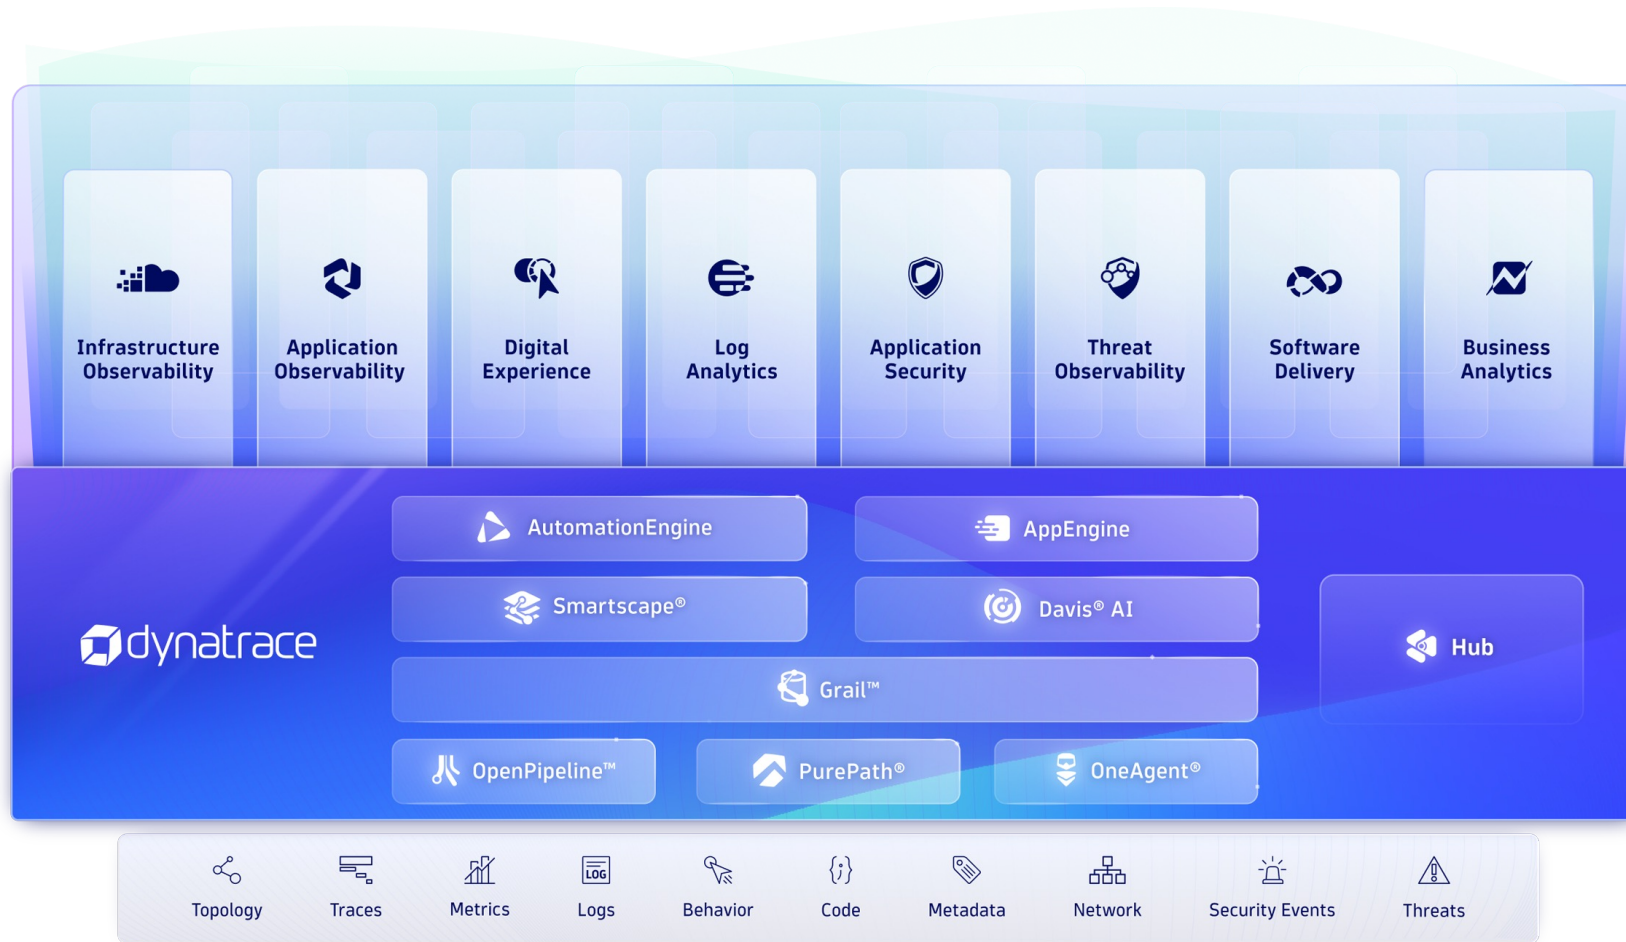 Infrastructure
Observability
Application
Observability
Digital
Experience
Log
Analytics
Application
Security
Threat
Observability
Software
Delivery
Business
Analytics
AutomationEngine
AppEngine
Smartscape®
Davis® AI
dynatrace
Hub
Grail™
OpenPipeline™
PurePath®
OneAgent®
LOG
Topology
Traces
Metrics
Logs
Behavior
Code
Metadata
Network
Security Events
Threats